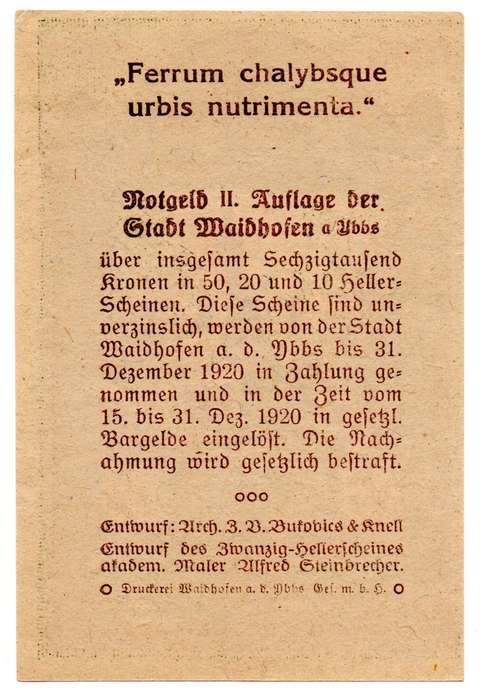 „Ferrum chalybsque
urbis nutrimenta.“
Notgeld II. Auflage der
Stadt Waidhofen a Ybbs
über insgesamt Sechzigtausend
Kronen in 50, 20 und 10 Heller=
Scheinen. Diese Scheine sind un=
verzinslich, werden von der Stadt
Waidhofen a. d. Ybbs bis 31.
Dezember 1920 in Zahlung ge=
nommen und in der Zeit vom
15. bis 31. Dez. 1920 in gesetzl.
Bargelde eingelöst. Die Nach=
ahmung wird gesetzlich bestraft.
ooo
Entwurf: Arch. J. V. Bukovics & Knell
Entwurf des Zwanzig-Hellerscheines
akadem. Maler Alfred Steinbrecher.
O Druckerei Waidhofen a. d. Ybbs Ges. m. b. H. O